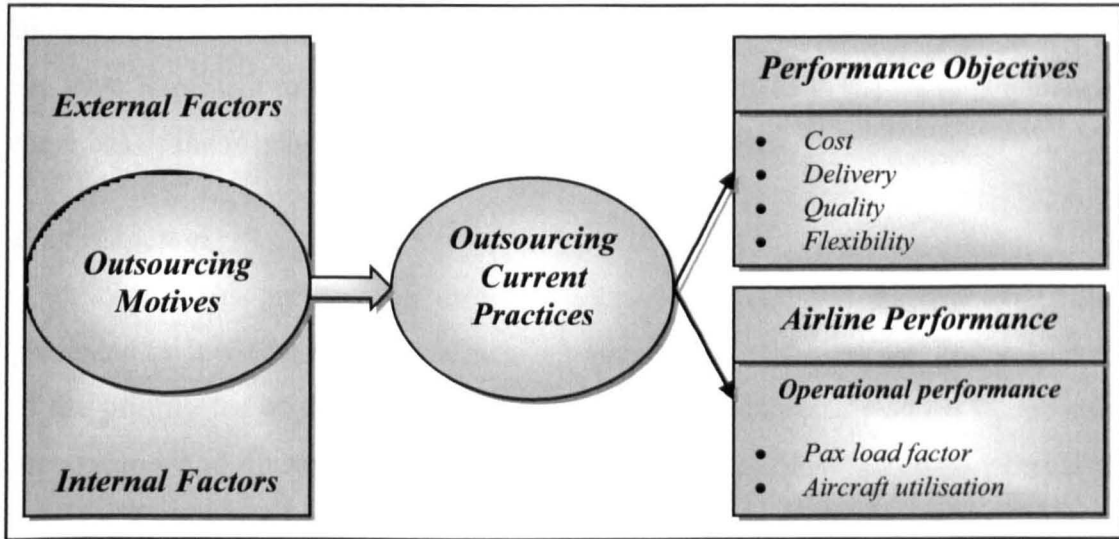 External Factors
Outsourcing
Motives
Internal Factors
Outsourcing
Current
Practices
Performance Objectives
• Cost
• Delivery
• Quality
• Flexibility
Airline Performance
Operational performance
• Pax load factor
• Aircraft utilisation